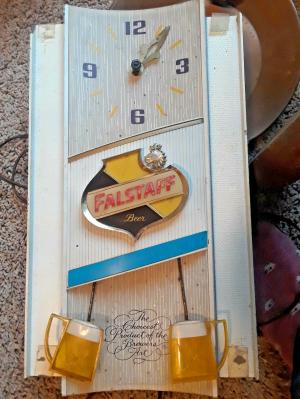 12
9 3
6
FALSTAFF
Beer
The
Choicest
Product of the
Brewers
Art